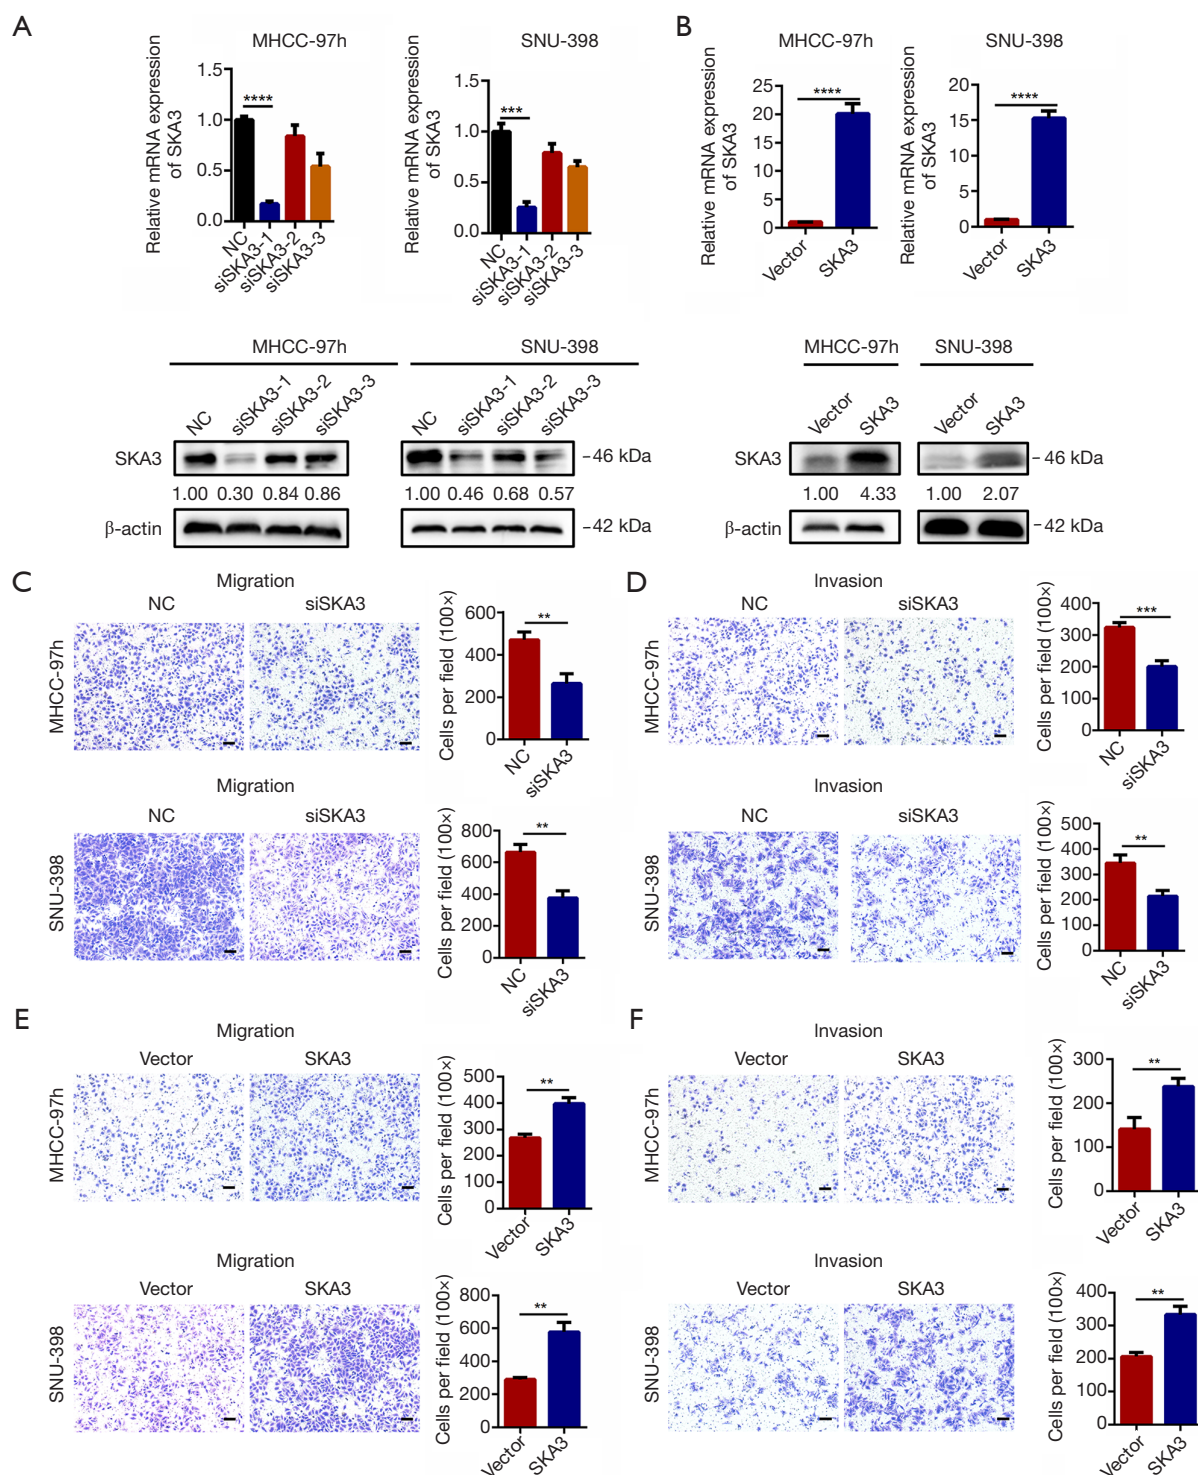 A
MHCC-97h
Relative mRNA expression
of SKA3
1.5
1.0
0.5
0.0
****
NC
siSKA3-1
siSKA3-2
siSKA3-3
SNU-398
Relative mRNA expression
of SKA3
1.5
1.0
0.5
0.0
***
NC
siSKA3-1
siSKA3-2
siSKA3-3
MHCC-97h
SNU-398
NC
siSKA3-1
siSKA3-2
siSKA3-3
NC
siSKA3-1
siSKA3-2
siSKA3-3
SKA3
46 kDa
1.00 0.30 0.84 0.86
1.00 0.46 0.68 0.57
β-actin
42 kDa
B
MHCC-97h
Relative mRNA expression
of SKA3
25
20
15
10
5
0
****
Vector
SKA3
SNU-398
Relative mRNA expression
of SKA3
20
15
10
5
0
****
Vector
SKA3
MHCC-97h
SNU-398
Vector
SKA3
Vector
SKA3
SKA3
46 kDa
1.00 4.33
1.00 2.07
β-actin
42 kDa
C
Migration
NC
siSKA3
MHCC-97h
Cells per field (100×)
600
400
200
0
**
NC
siSKA3
Migration
NC
siSKA3
SNU-398
Cells per field (100×)
800
600
400
200
0
**
NC
siSKA3
D
Invasion
NC
siSKA3
MHCC-97h
Cells per field (100×)
400
300
200
100
0
***
NC
siSKA3
Invasion
NC
siSKA3
SNU-398
Cells per field (100×)
500
400
300
200
100
0
**
NC
siSKA3
E
Migration
Vector
SKA3
MHCC-97h
Cells per field (100×)
500
400
300
200
100
0
**
Vector
SKA3
Migration
Vector
SKA3
SNU-398
Cells per field (100×)
800
600
400
200
0
**
Vector
SKA3
F
Invasion
Vector
SKA3
MHCC-97h
Cells per field (100×)
300
200
100
0
**
Vector
SKA3
Invasion
Vector
SKA3
SNU-398
Cells per field (100×)
400
300
200
100
0
**
Vector
SKA3